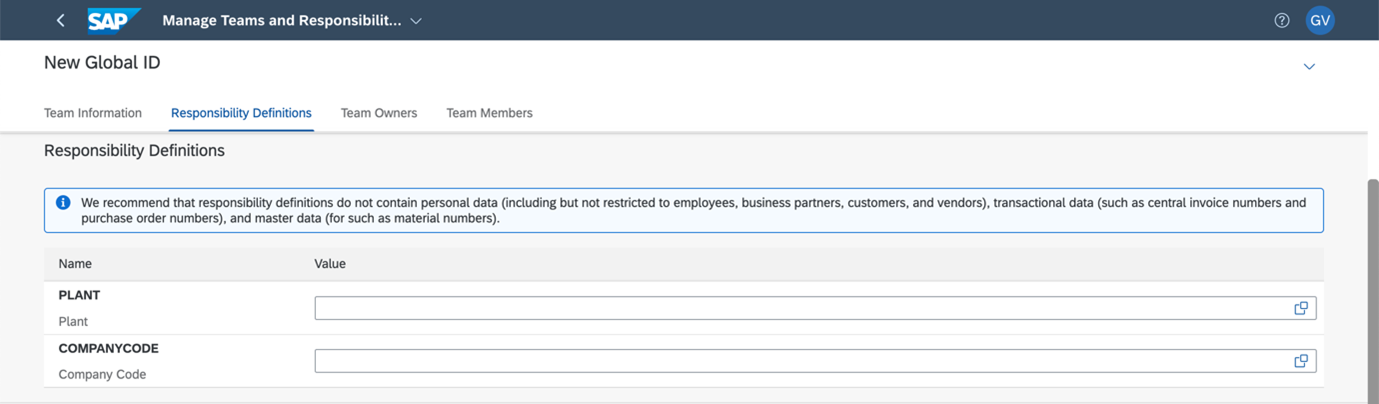 SAP Manage Teams and Responsibilit... GV
New Global ID
Team Information Responsibility Definitions Team Owners Team Members
Responsibility Definitions
We recommend that responsibility definitions do not contain personal data (including but not restricted to employees, business partners, customers, and vendors), transactional data (such as central invoice numbers and
purchase order numbers), and master data (for such as material numbers).
Name Value
PLANT
Plant
COMPANYCODE
Company Code